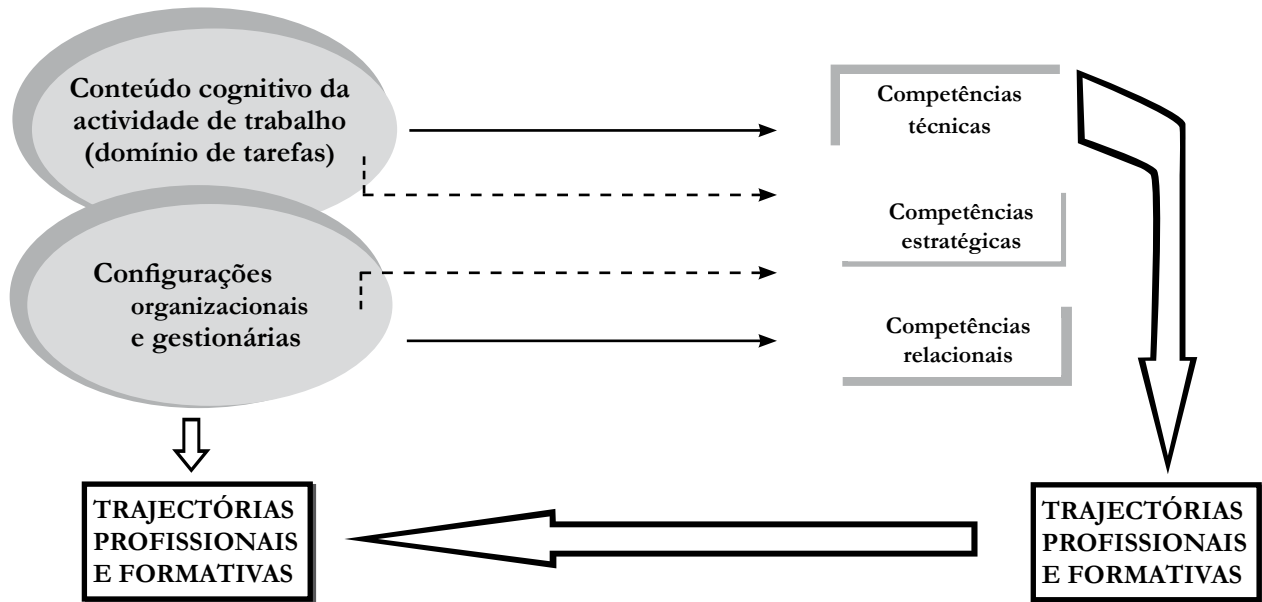 Conteúdo cognitivo da
actividade de trabalho
(domínio de tarefas)
Configurações
organizacionais
e gestionárias
Competências
técnicas
Competências
estratégicas
Competências
relacionais
TRAJECTÓRIAS
PROFISSIONAIS
E FORMATIVAS
TRAJECTÓRIAS
PROFISSIONAIS
E FORMATIVAS